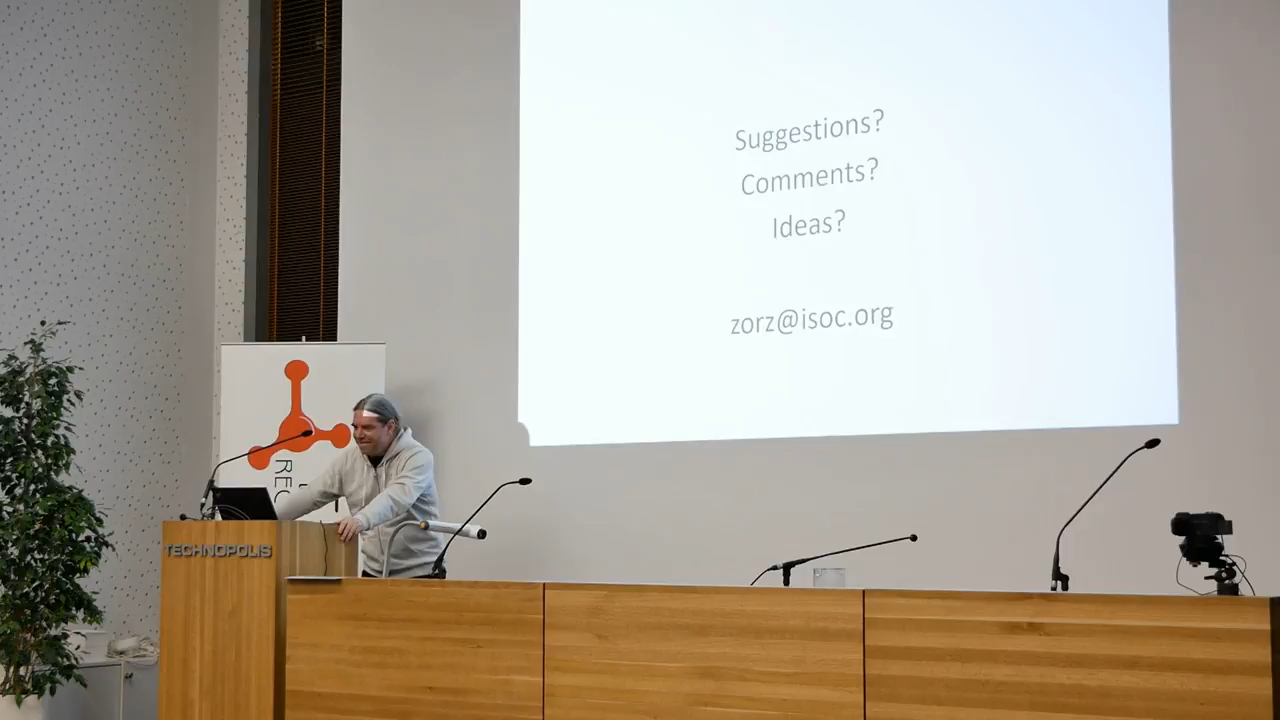 Suggestions?
Comments?
Ideas?
zorz@isoc.org
TECHNOPOLIS